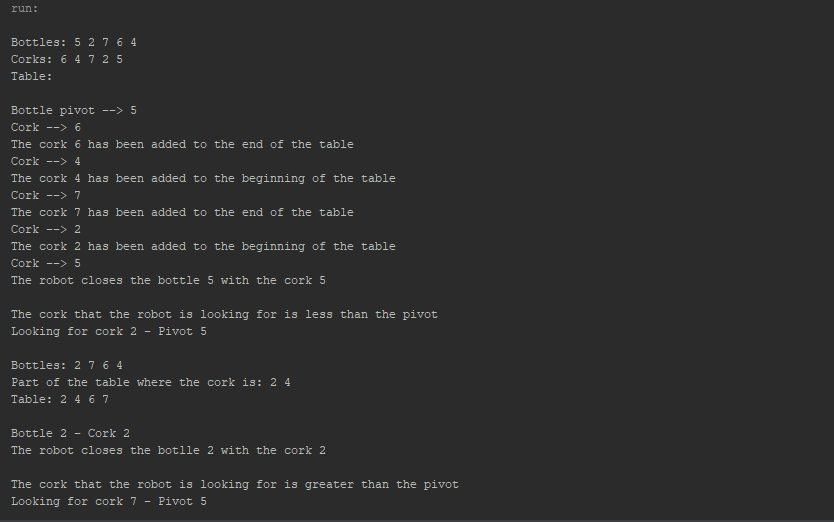 run:
Bottles: 5 2 7 6 4
Corks: 6 4 7 2 5
Table:
Bottle pivot --> 5
Cork --> 6
The cork 6 has been added to the end of the table
Cork --> 4
The cork 4 has been added to the beginning of the table
Cork --> 7
The cork 7 has been added to the end of the table
Cork --> 2
The cork 2 has been added to the beginning of the table
Cork --> 5
The robot closes the bottle 5 with the cork 5
The cork that the robot is looking for is less than the pivot
Looking for cork 2 - Pivot 5
Bottles: 2 7 6 4
Part of the table where the cork is: 2 4
Table: 2 4 6 7
Bottle 2 - Cork 2
The robot closes the botlle 2 with the cork 2
The cork that the robot is looking for is greater than the pivot
Looking for cork 7 - Pivot 5